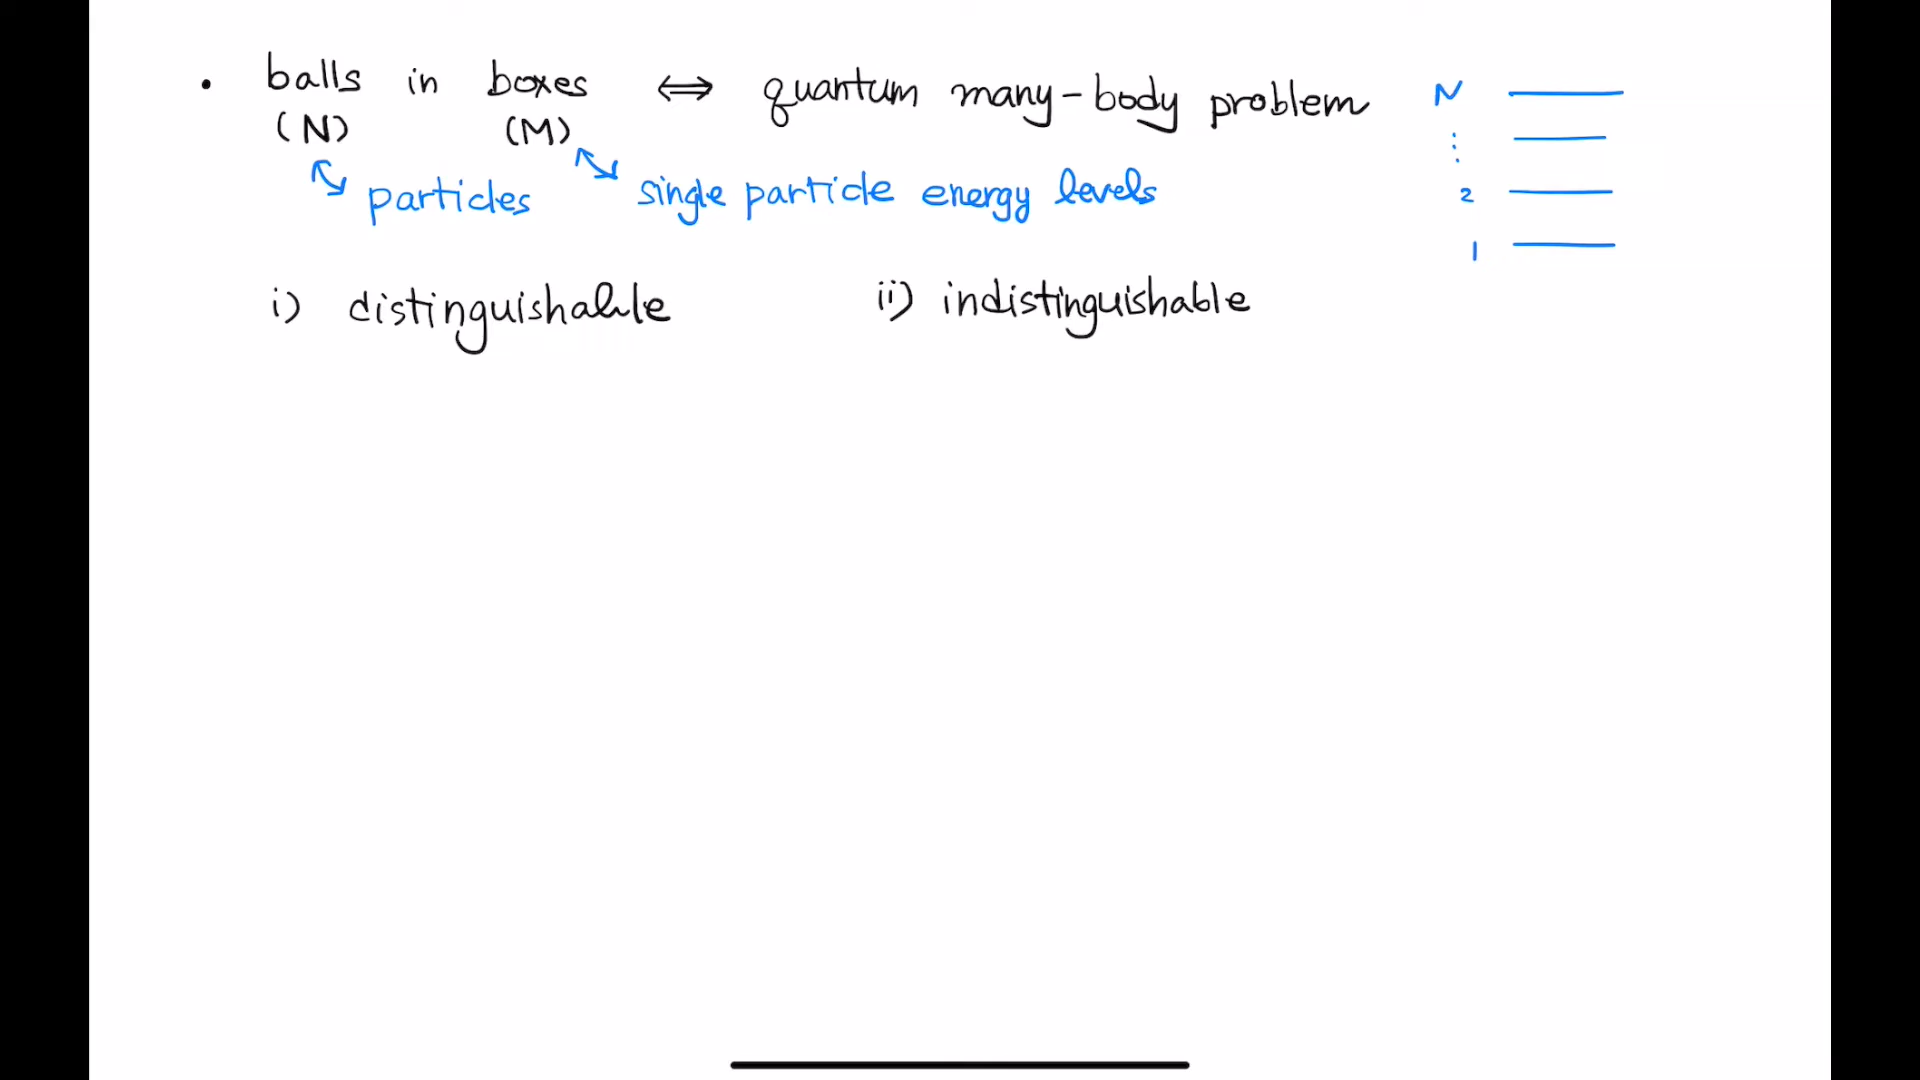 • balls in boxes ⟺ quantum many-body problem
(N) (M)
↔ particles ↔ single particle energy levels
N
⋮
2
1
i) distinguishable ii) indistinguishable